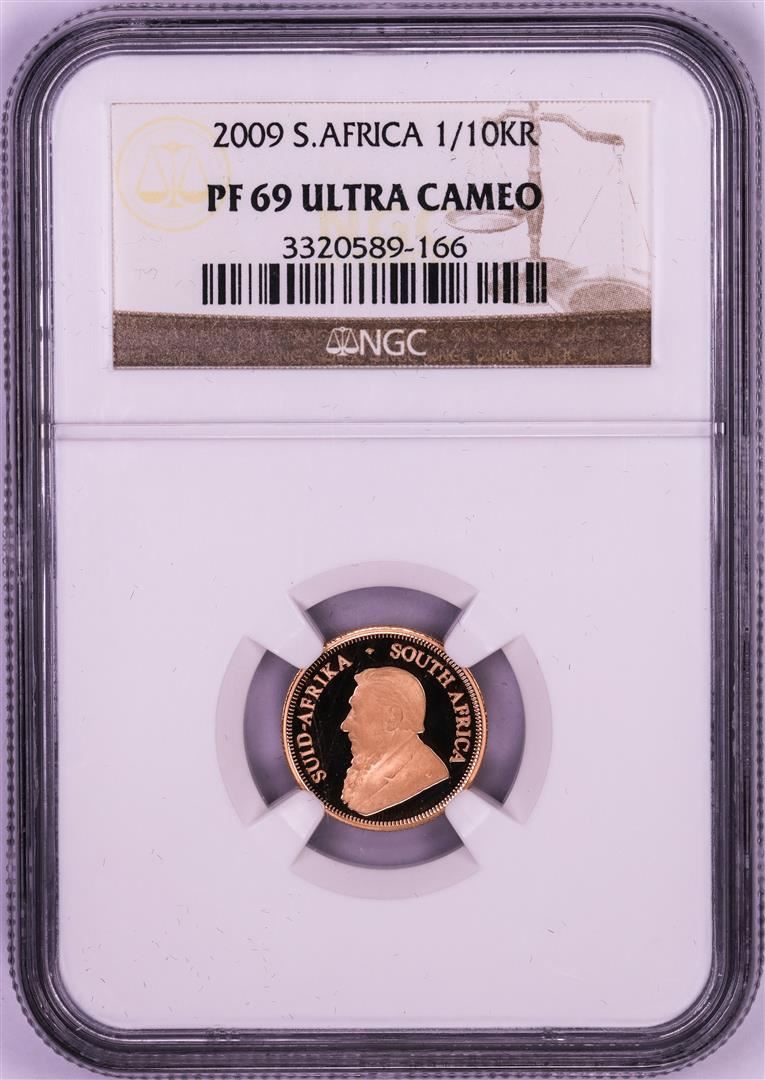 2009 S.AFRICA 1/10KR
PF 69 ULTRA CAMEO
3320589-166
NGC
SUID-AFRIKA SOUTH AFRICA